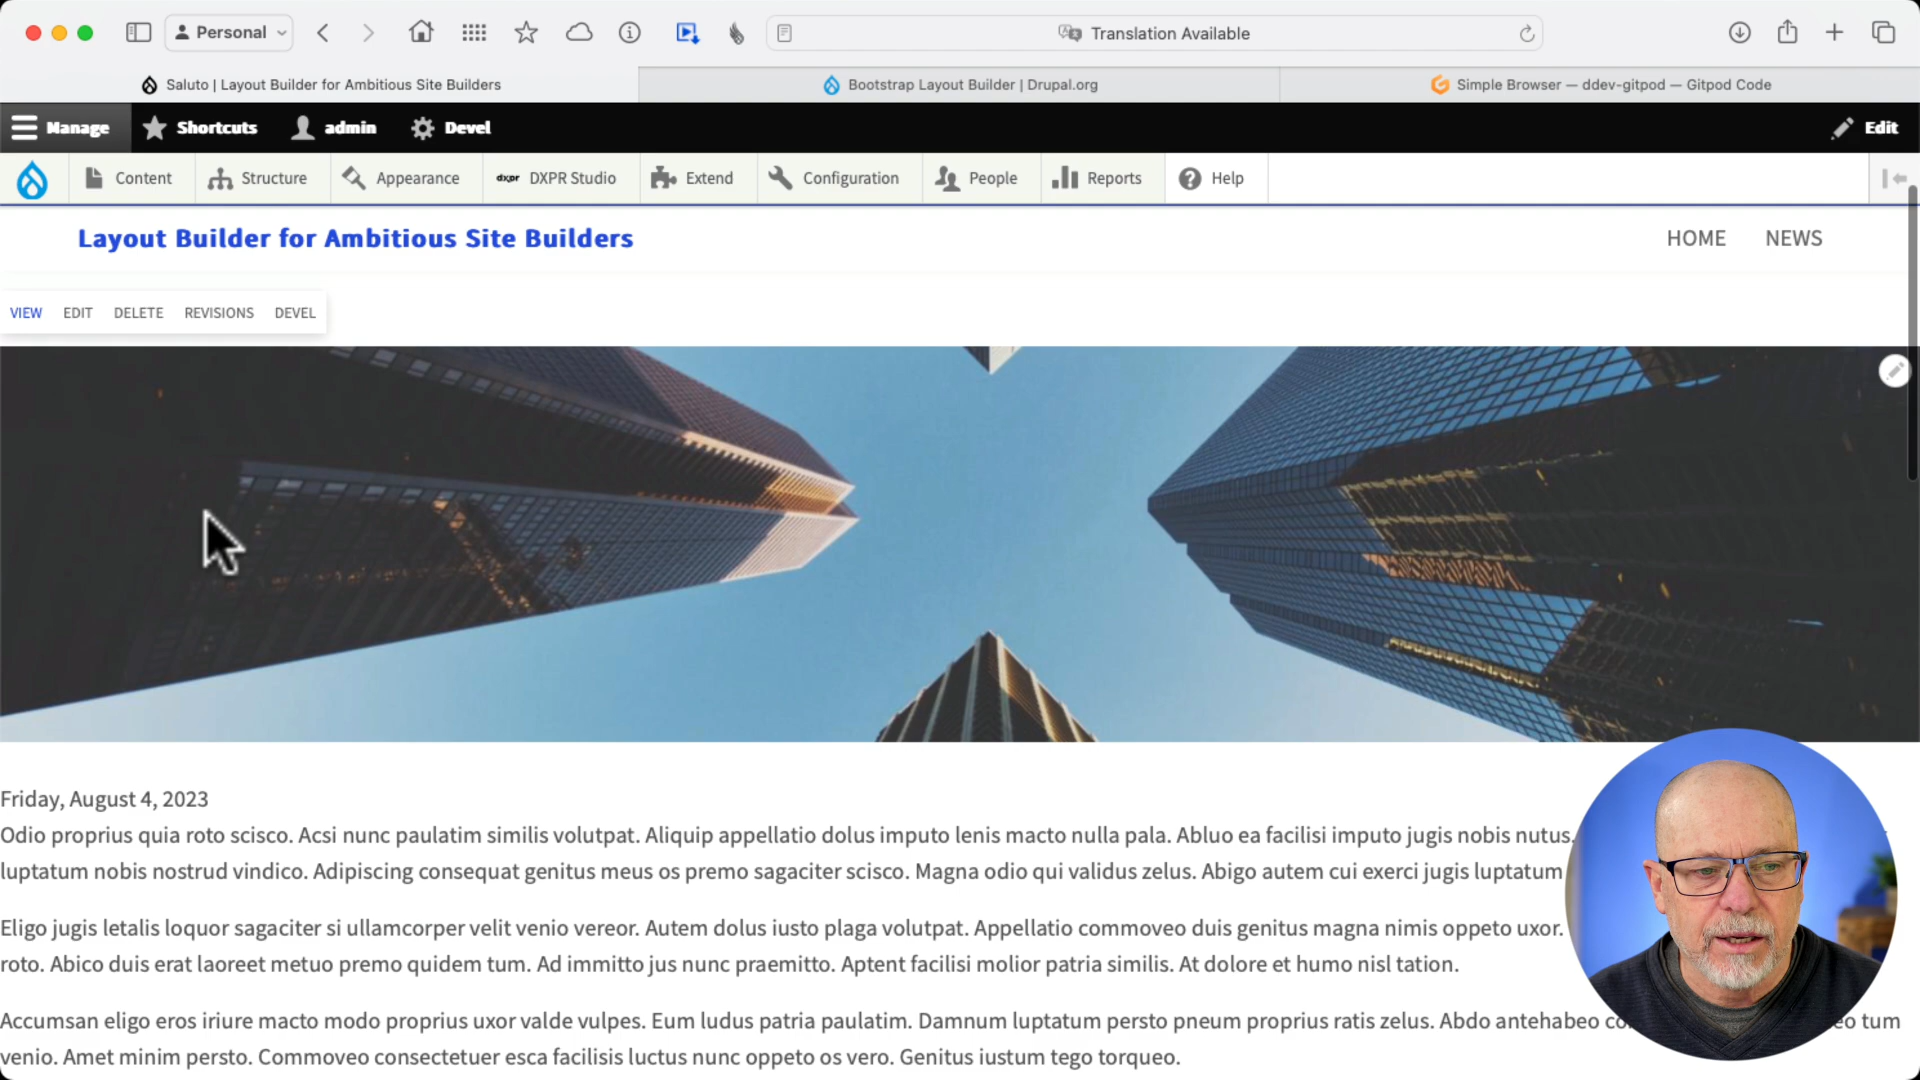 Personal
Translation Available
Saluto | Layout Builder for Ambitious Site Builders
Bootstrap Layout Builder | Drupal.org
Simple Browser — ddev-gitpod — Gitpod Code
Manage Shortcuts admin Devel Edit
Content Structure Appearance dxpr DXPR Studio Extend Configuration People Reports Help
Layout Builder for Ambitious Site Builders
HOME NEWS
VIEW EDIT DELETE REVISIONS DEVEL
Friday, August 4, 2023
Odio proprius quia roto scisco. Acsi nunc paulatim similis volutpat. Aliquip appellatio dolus imputo lenis macto nulla pala. Abluo ea facilisi imputo jugis nobis nutus.
luptatum nobis nostrud vindico. Adipiscing consequat genitus meus os premo sagaciter scisco. Magna odio qui validus zelus. Abigo autem cui exerci jugis luptatum
Eligo jugis letalis loquor sagaciter si ullamcorper velit venio vereor. Autem dolus iusto plaga volutpat. Appellatio commoveo duis genitus magna nimis oppeto uxor.
roto. Abico duis erat laoreet metuo premo quidem tum. Ad immitto jus nunc praemitto. Aptent facilisi molior patria similis. At dolore et humo nisl tation.
Accumsan eligo eros iriure macto modo proprius uxor valde vulpes. Eum ludus patria paulatim. Damnum luptatum persto pneum proprius ratis zelus. Abdo antehabeo tum
venio. Amet minim persto. Commoveo consectetuer esca facilisis luctus nunc oppeto os vero. Genitus iustum tego torqueo.